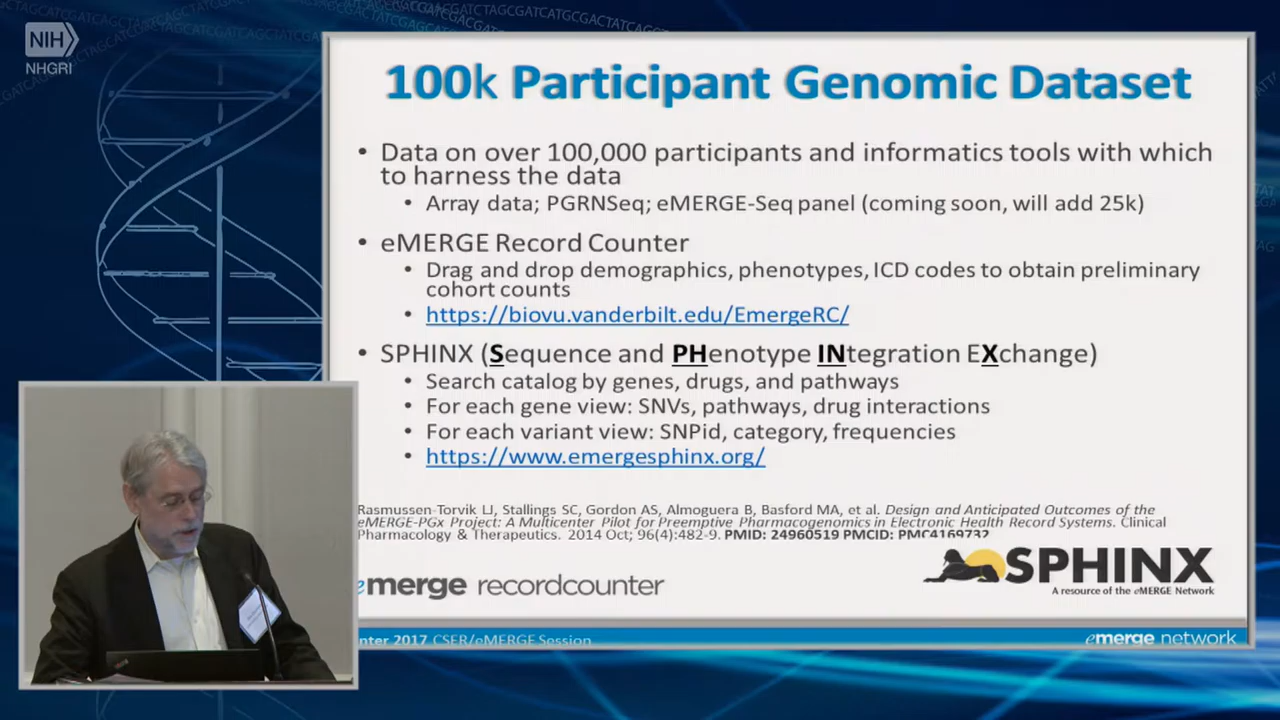 NIH
NHGRI
100k Participant Genomic Dataset
• Data on over 100,000 participants and informatics tools with which
to harness the data
• Array data; PGRNSeq; eMERGE-Seq panel (coming soon, will add 25k)
• eMERGE Record Counter
• Drag and drop demographics, phenotypes, ICD codes to obtain preliminary
cohort counts
• https://biovu.vanderbilt.edu/EmergeRC/
• SPHINX (Sequence and PHenotype INtegration EXchange)
• Search catalog by genes, drugs, and pathways
• For each gene view: SNVs, pathways, drug interactions
• For each variant view: SNPid, category, frequencies
• https://www.emergesphinx.org/
Rasmussen-Torvik LJ, Stallings SC, Gordon AS, Almoguera B, Basford MA, et al. Design and Anticipated Outcomes of the
eMERGE-PGx Project: A Multicenter Pilot for Preemptive Pharmacogenomics in Electronic Health Record Systems. Clinical
Pharmacology & Therapeutics. 2014 Oct; 96(4):482-9. PMID: 24960519 PMCID: PMC4169732
emerge recordcounter
SPHINX
A resource of the eMERGE Network
nter 2017 CSER/eMERGE Session
emerge network